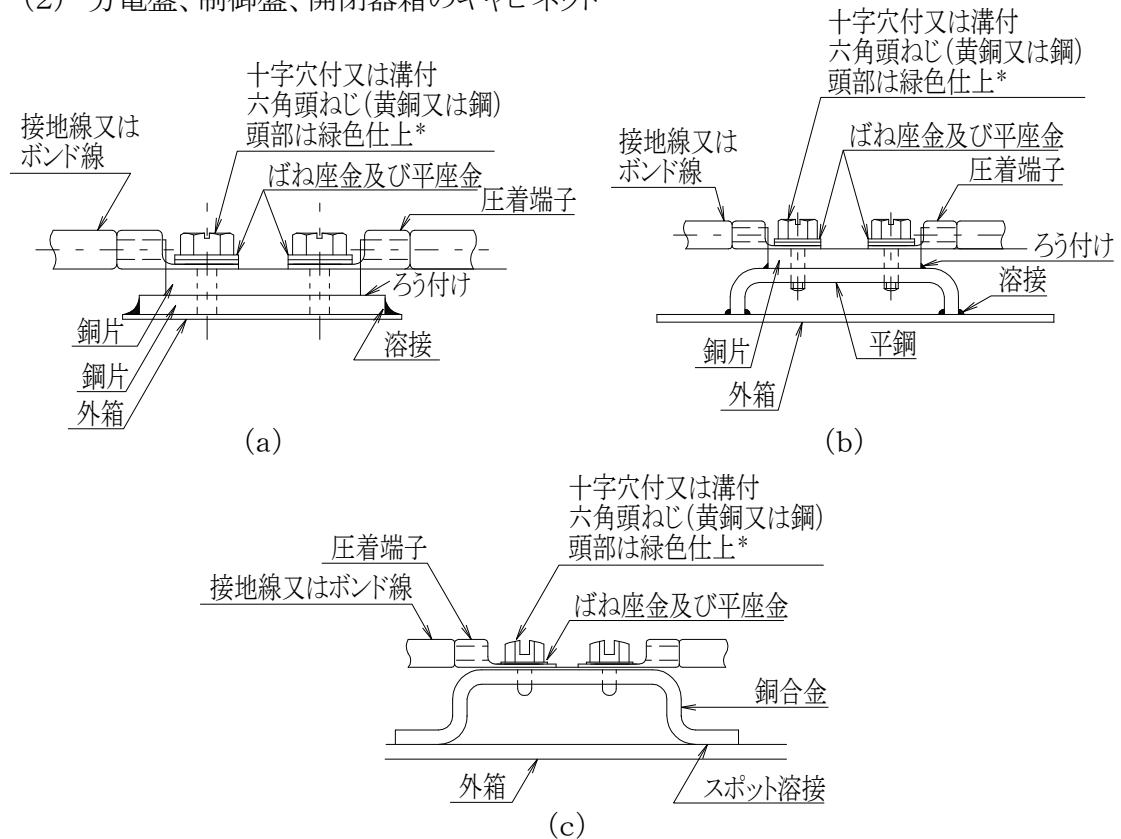 (2) 分電盤、制御盤、開閉器箱のキャビネット
十字穴付又は溝付
六角頭ねじ(黄銅又は鋼)
頭部は緑色仕上*
接地線又は
ボンド線
ばね座金及び平座金
圧着端子
ろう付け
銅片
溶接
鋼片
外箱
(a)
十字穴付又は溝付
六角頭ねじ(黄銅又は鋼)
頭部は緑色仕上*
接地線又は
ボンド線
ばね座金及び平座金
圧着端子
ろう付け
溶接
銅片
平鋼
外箱
(b)
十字穴付又は溝付
六角頭ねじ(黄銅又は鋼)
頭部は緑色仕上*
圧着端子
接地線又はボンド線
ばね座金及び平座金
銅合金
外箱
スポット溶接
(c)